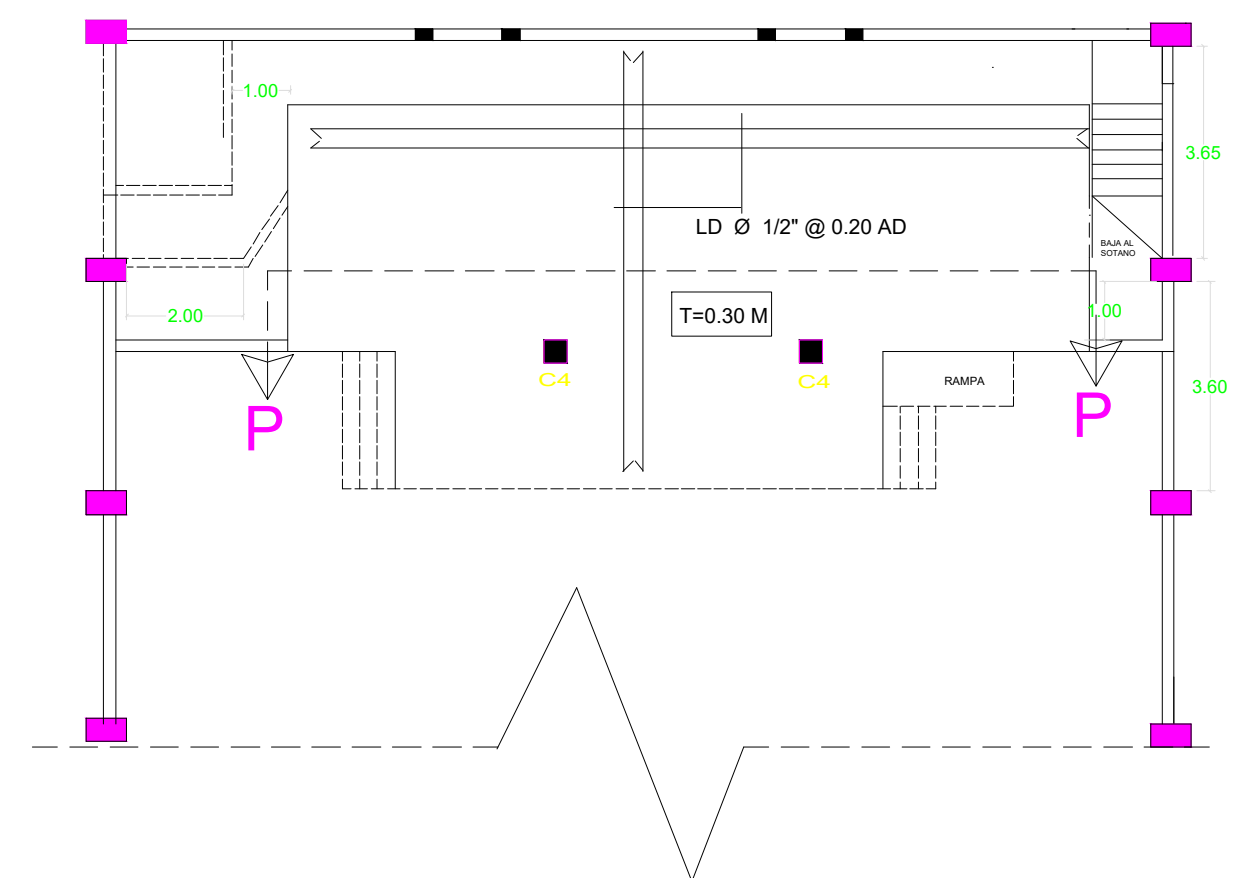 1.00
3.65
LD Ø 1/2" @ 0.20 AD
BAJA AL
SOTANO
2.00
T=0.30 M
1.00
C4
C4
RAMPA
3.60
P
P